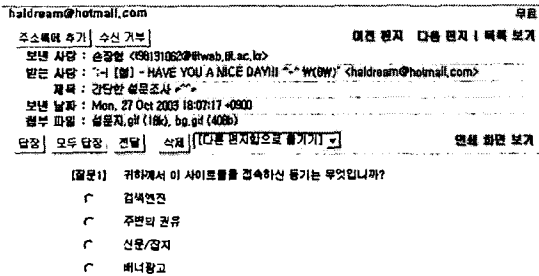 haldream@hotmail.com 무료
주소록에 추가 | 수신 거부 | 이전 편지 다음 편지 | 목록 보기
보낸 사람 : 손장협
받는 사람 : - HAVE YOU A NICE DAY!!! <haldream@hotmail.com>
제목 : 간단한 설문조사 ^^
보낸 날짜 : Mon, 27 Oct 2003 18:07:17 +0900
첨부 파일 : 설문지.gif (18k), bg.gif (408b)
답장 | 모두 답장 | 전달 | 삭제 | [다른 편지함으로 옮기기] 인쇄 화면 보기
[질문1] 귀하께서 이 사이트를 접속하신 동기는 무엇입니까?
검색엔진
주변의 권유
신문/잡지
배너광고